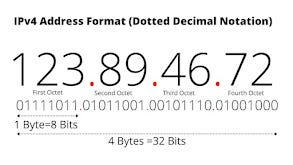 IPv4 Address Format (Dotted Decimal Notation)
123.89.46.72
First Octet Second Octet Third Octet Fourth Octet
01111011.01011001.00101110.01001000
1 Byte=8 Bits
4 Bytes =32 Bits